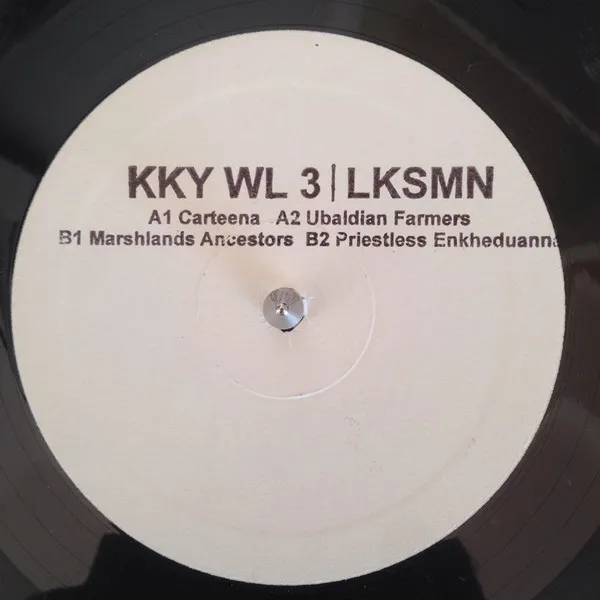 KKY WL 3 | LKSMN
A1 Carteena A2 Ubaldian Farmers
B1 Marshlands Ancestors B2 Priestless Enkheduanna